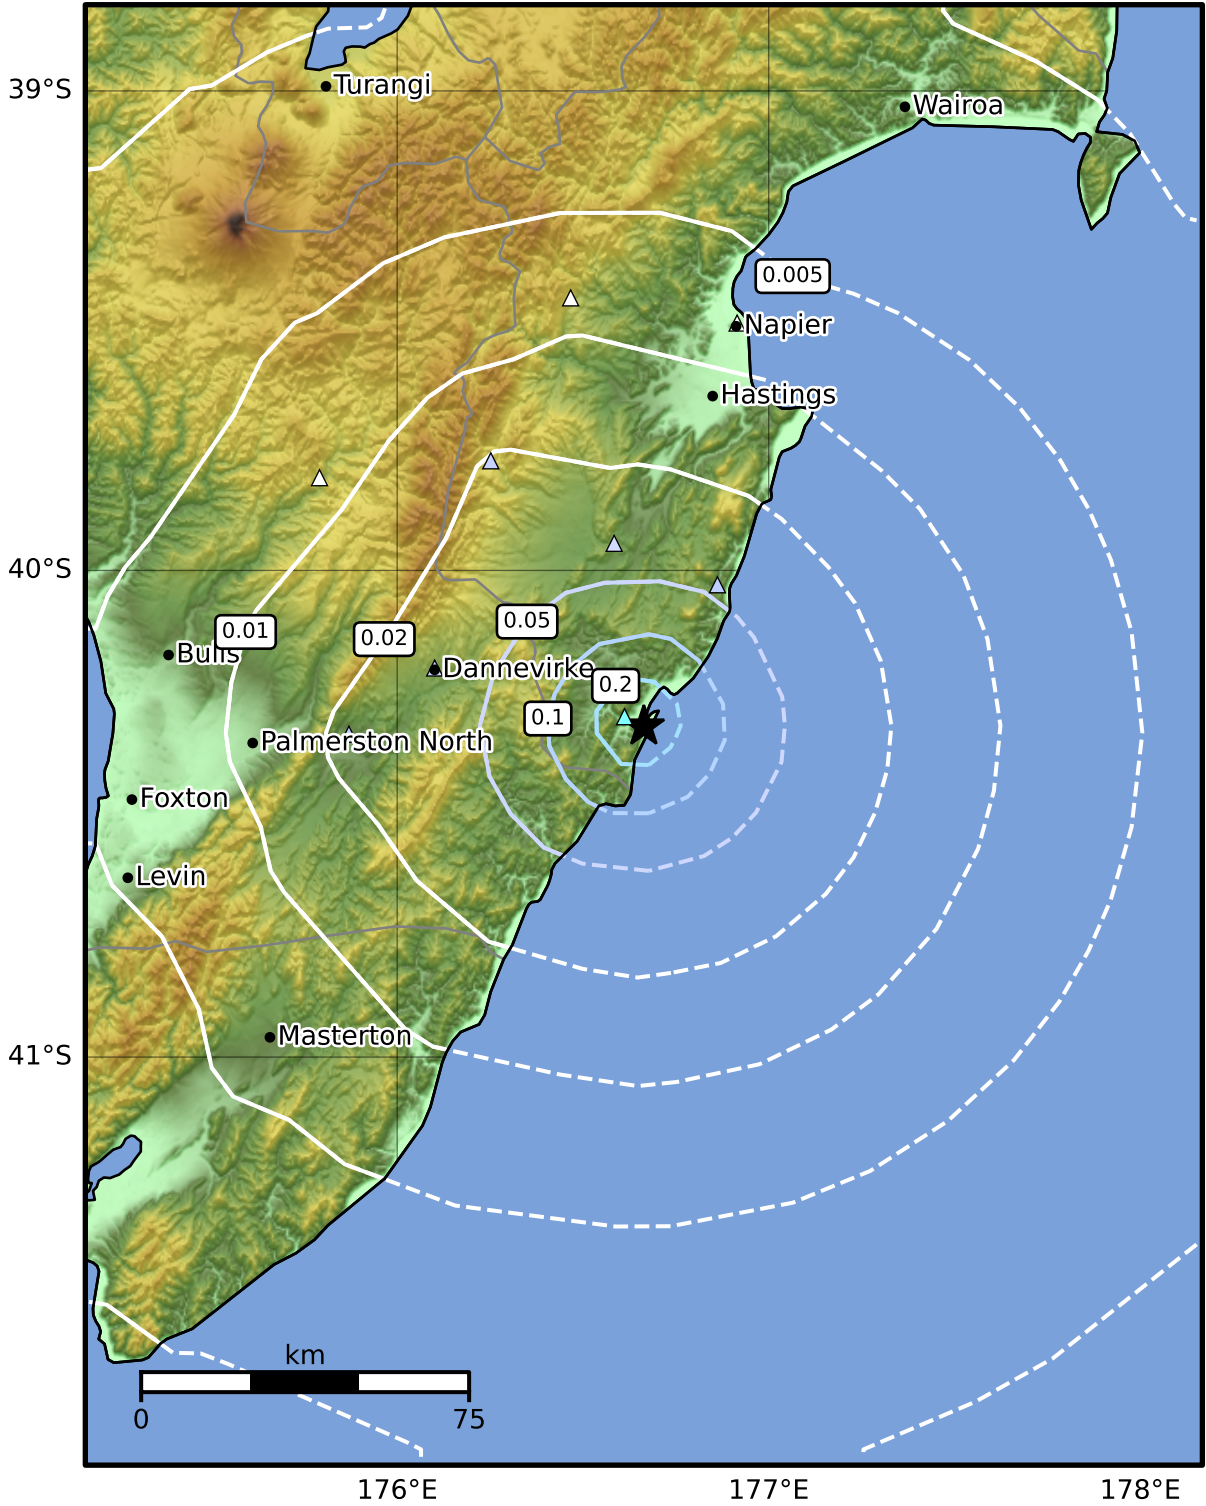 39°S
Turangi
Wairoa
0.005
Napier
Hastings
40°S
0.05
0.01
0.02
Bulls
Dannevirke
0.2
0.1
Palmerston North
Foxton
Levin
Masterton
41°S
km
0 75
176°E 177°E 178°E